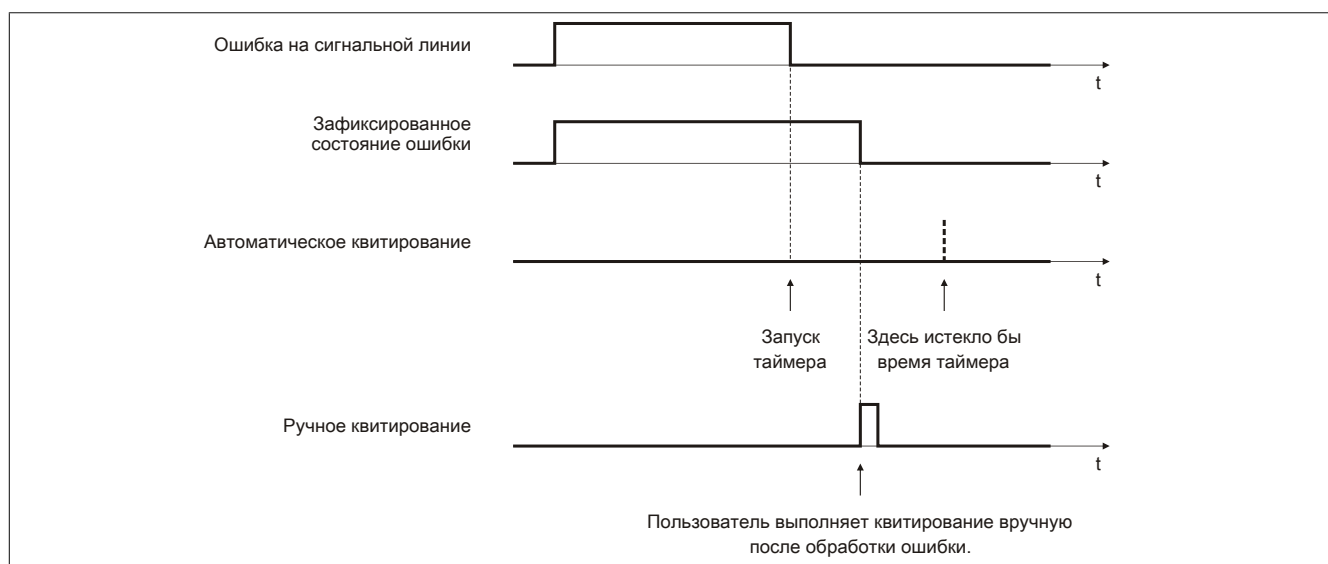 Ошибка на сигнальной линии
t
Зафиксированное
состояние ошибки
t
Автоматическое квитирование
t
Запуск
таймера
Здесь истекло бы
время таймера
Ручное квитирование
t
Пользователь выполняет квитирование вручную
после обработки ошибки.